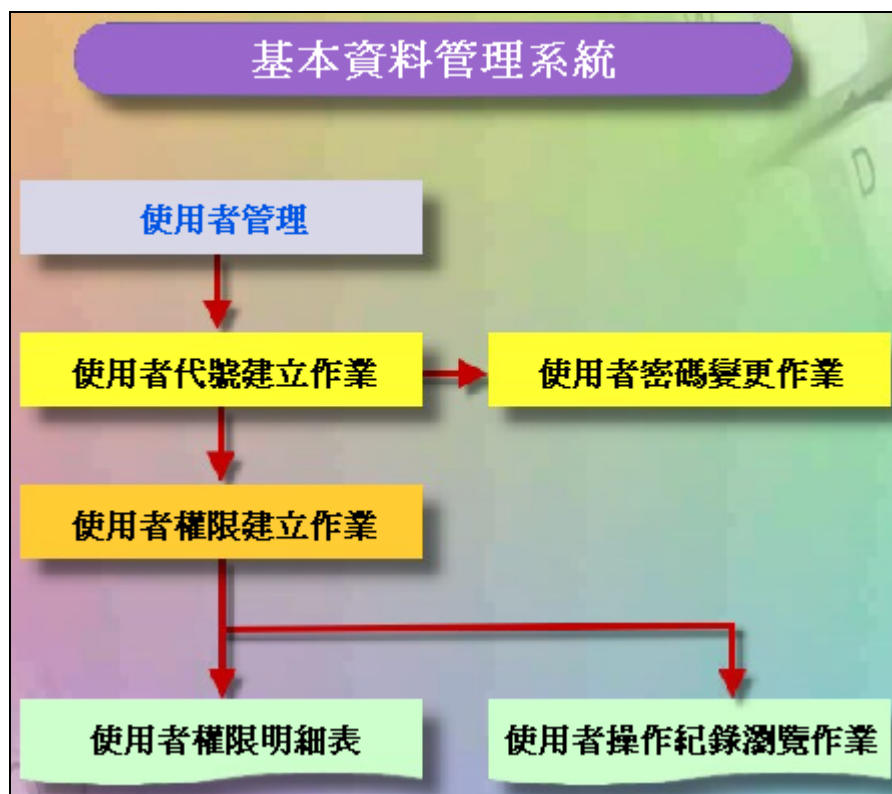 基本資料管理系統
使用者管理
使用者代號建立作業
使用者密碼變更作業
使用者權限建立作業
使用者權限明細表
使用者操作紀錄瀏覽作業
D